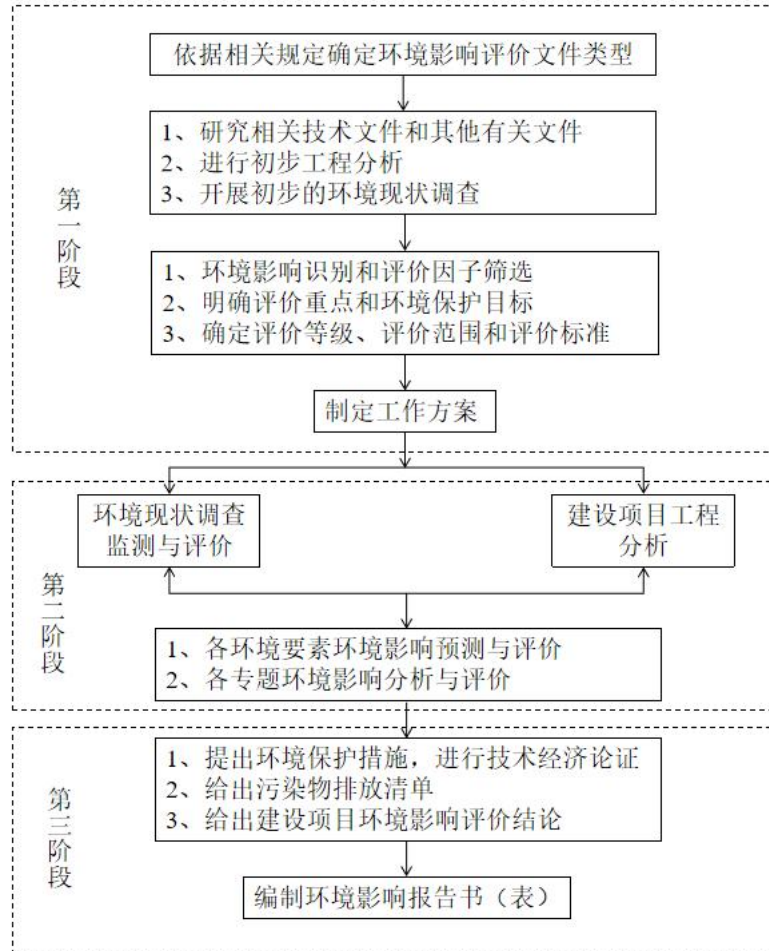 依据相关规定确定环境影响评价文件类型
1、研究相关技术文件和其他有关文件
2、进行初步工程分析
3、开展初步的环境现状调查
第一阶段
1、环境影响识别和评价因子筛选
2、明确评价重点和环境保护目标
3、确定评价等级、评价范围和评价标准
制定工作方案
环境现状调查
监测与评价
建设项目工程
分析
第二阶段
1、各环境要素环境影响预测与评价
2、各专题环境影响分析与评价
第三阶段
1、提出环境保护措施，进行技术经济论证
2、给出污染物排放清单
3、给出建设项目环境影响评价结论
编制环境影响报告书（表）